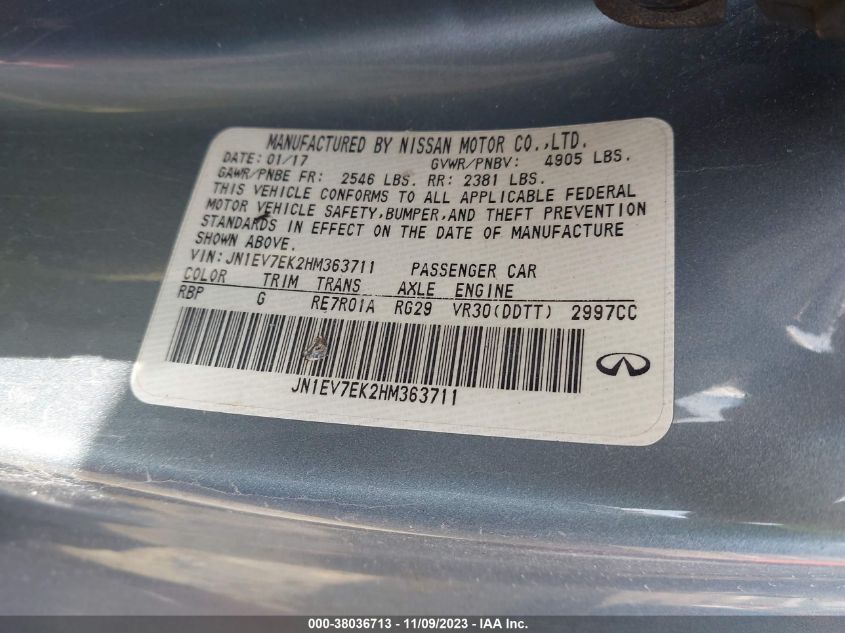 MANUFACTURED BY NISSAN MOTOR CO.,LTD.
DATE: 01/17 GVWR/PNBV: 4905 LBS.
GAWR/PNBE FR: 2546 LBS. RR: 2381 LBS.
THIS VEHICLE CONFORMS TO ALL APPLICABLE FEDERAL
MOTOR VEHICLE SAFETY,BUMPER,AND THEFT PREVENTION
STANDARDS IN EFFECT ON THE DATE OF MANUFACTURE
SHOWN ABOVE.
VIN:JN1EV7EK2HM363711 PASSENGER CAR
COLOR TRIM TRANS AXLE ENGINE
RBP G RE7R01A RG29 VR30(DDTT) 2997CC
JN1EV7EK2HM363711
000-38036713 - 11/09/2023 - IAA Inc.